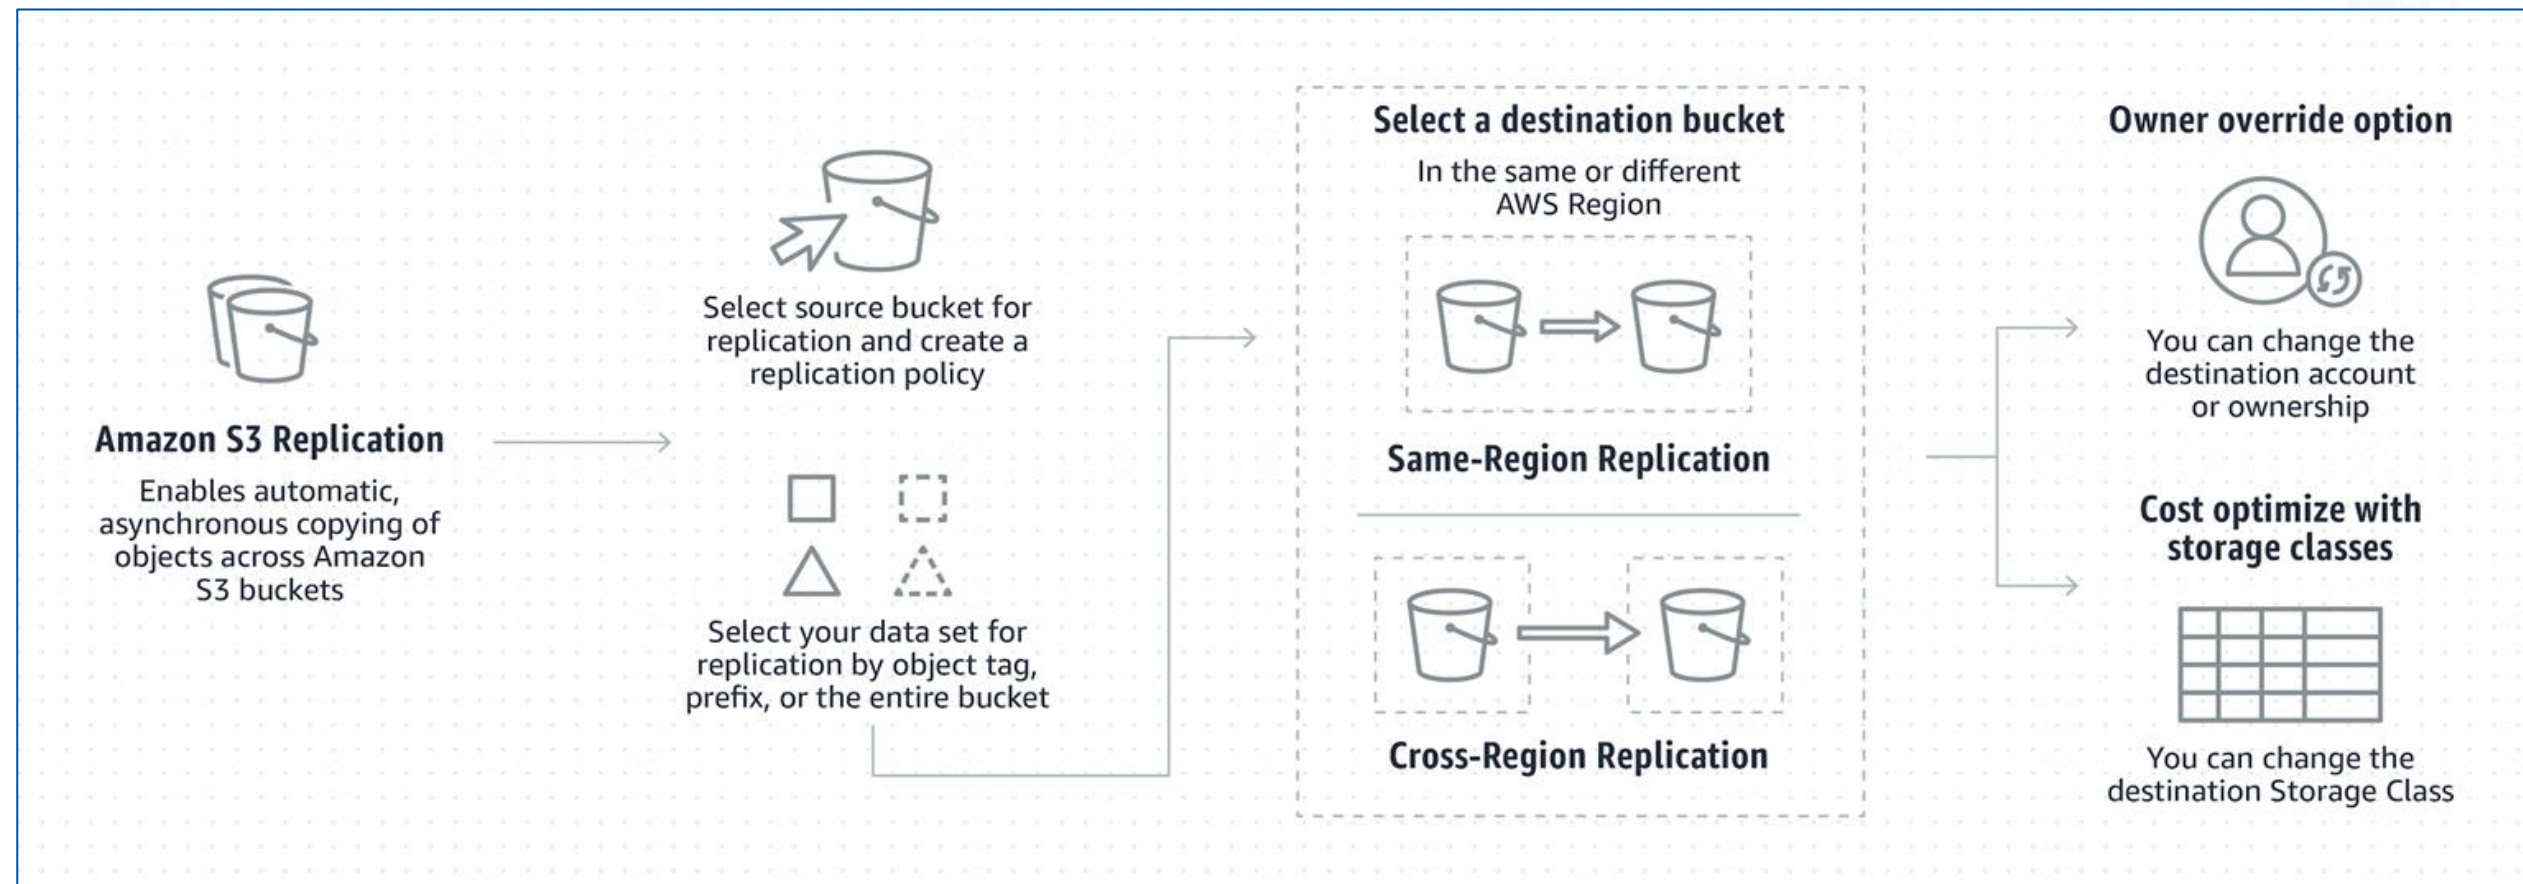 Amazon S3 Replication
Enables automatic,
asynchronous copying of
objects across Amazon
S3 buckets
Select source bucket for
replication and create a
replication policy
Select your data set for
replication by object tag,
prefix, or the entire bucket
Select a destination bucket
In the same or different
AWS Region
Same-Region Replication
Cross-Region Replication
Owner override option
You can change the
destination account
or ownership
Cost optimize with
storage classes
You can change the
destination Storage Class